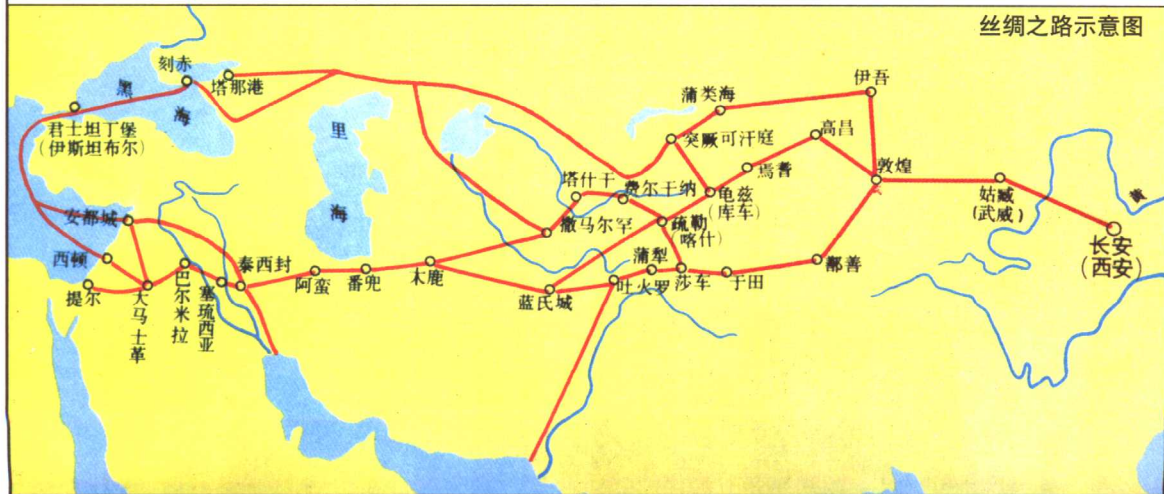 丝绸之路示意图
刻赤
塔那港
黑海
君士坦丁堡
(伊斯坦布尔)
里海
伊吾
蒲类海
突厥可汗庭
高昌
焉耆
敦煌
塔什干
费尔干纳
龟兹
(库车)
姑臧
(武威)
黄
长安
(西安)
撒马尔罕
疏勒
(喀什)
安都城
西顿
提尔
大马士革
巴尔米拉
塞琉西亚
泰西封
阿蛮
番兜
木鹿
蓝氏城
吐火罗
蒲犁
莎车
于田
鄯善